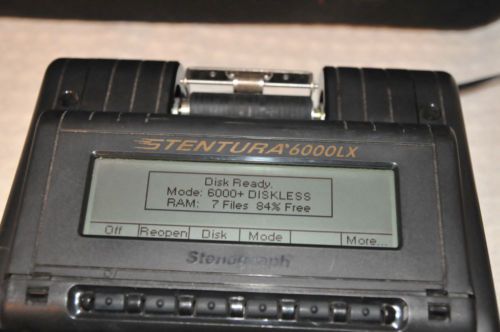 STENTURA® 6000LX
Disk Ready.
Mode: 6000+ DISKLESS
RAM: 7 Files 84% Free
Off Reopen Disk Mode More...
Stenograph